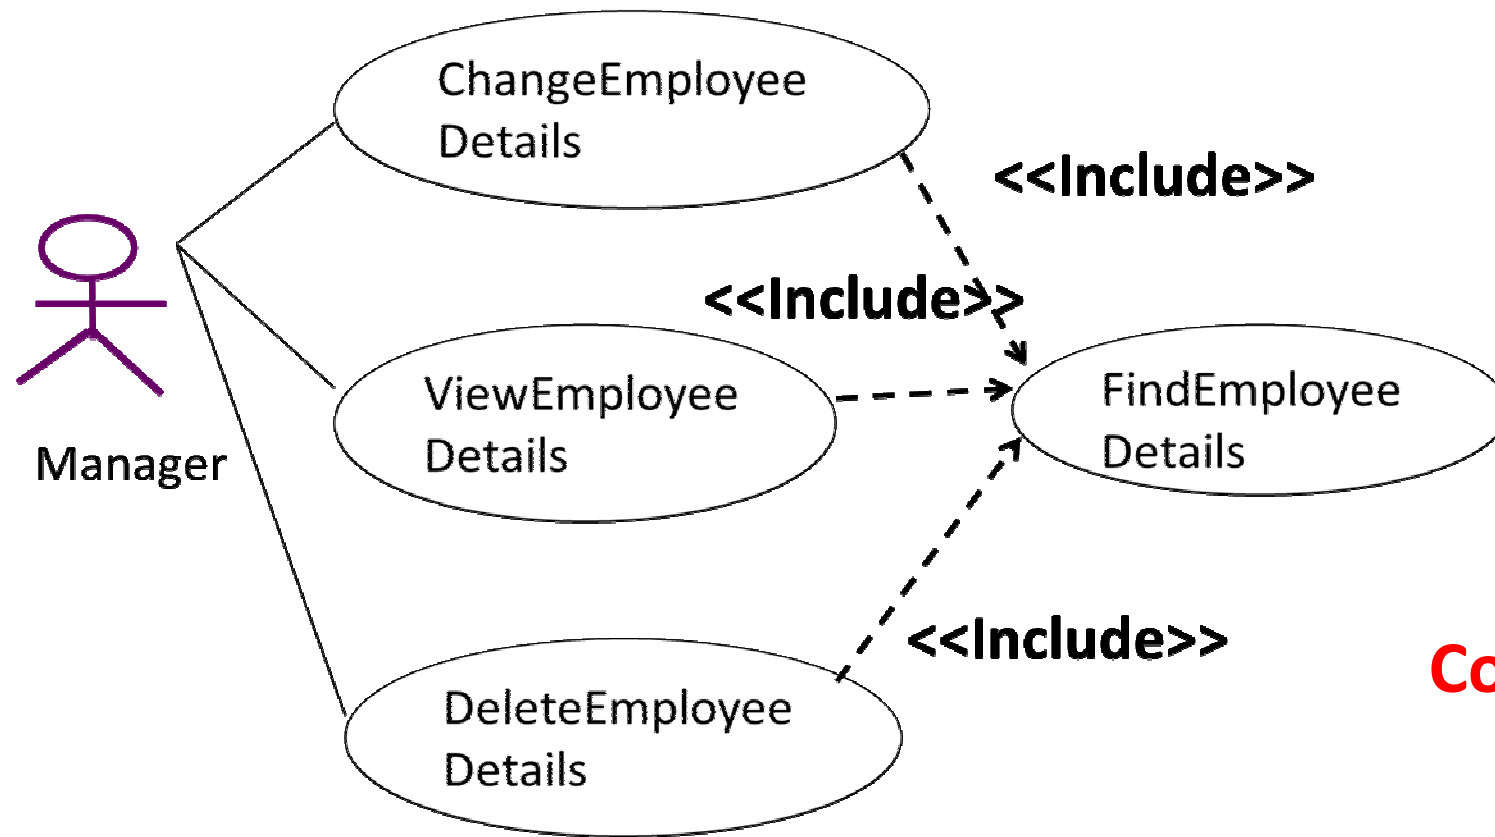 ChangeEmployee
Details
<<Include>>
<<Include>>
ViewEmployee
Details
FindEmployee
Details
Manager
<<Include>>
DeleteEmployee
Details